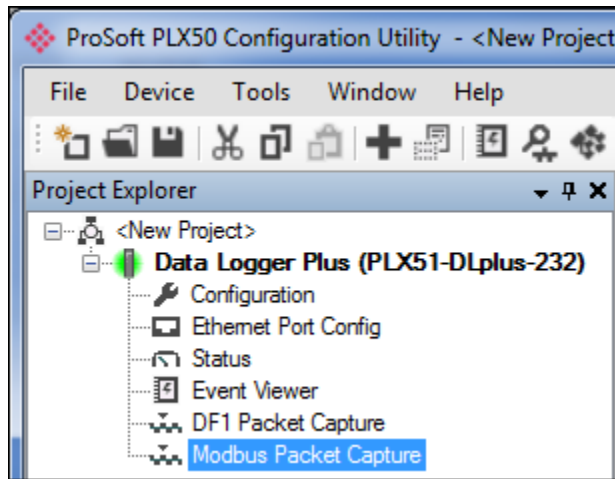 ProSoft PLX50 Configuration Utility - <New Project
File Device Tools Window Help
Project Explorer
<New Project>
Data Logger Plus (PLX51-DLplus-232)
Configuration
Ethernet Port Config
Status
Event Viewer
DF1 Packet Capture
Modbus Packet Capture